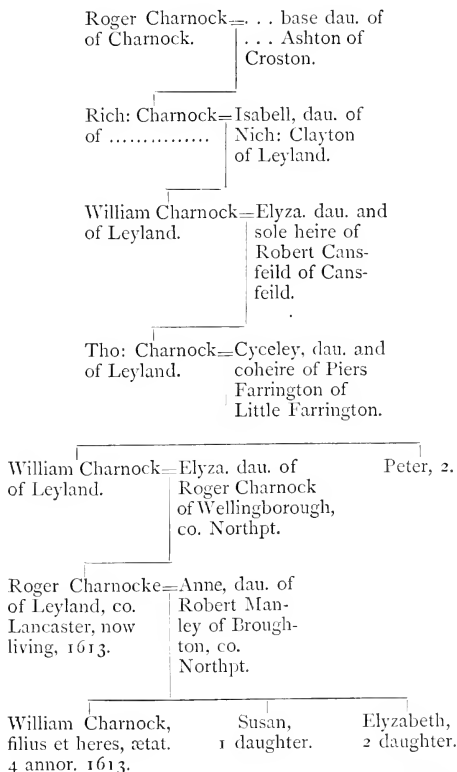 Roger Charnock=. . . base dau. of
of Charnock. . . . Ashton of
Croston.
Rich: Charnock=Isabell, dau. of
of ............... Nich: Clayton
of Leyland.
William Charnock=Elyza. dau. and
of Leyland. sole heire of
Robert Cans-
feild of Cans-
feild.
Tho: Charnock=Cyceley, dau. and
of Leyland. coheire of Piers
Farrington of
Little Farrington.
William Charnock=Elyza. dau. of Peter, 2.
of Leyland. Roger Charnock
of Wellingborough,
co. Northpt.
Roger Charnocke=Anne, dau. of
of Leyland, co. Robert Man-
Lancaster, now ley of Brough-
living, 1613. ton, co.
Northpt.
William Charnock, Susan, Elyzabeth,
filius et heres, ætat. 1 daughter. 2 daughter.
4 annor. 1613.